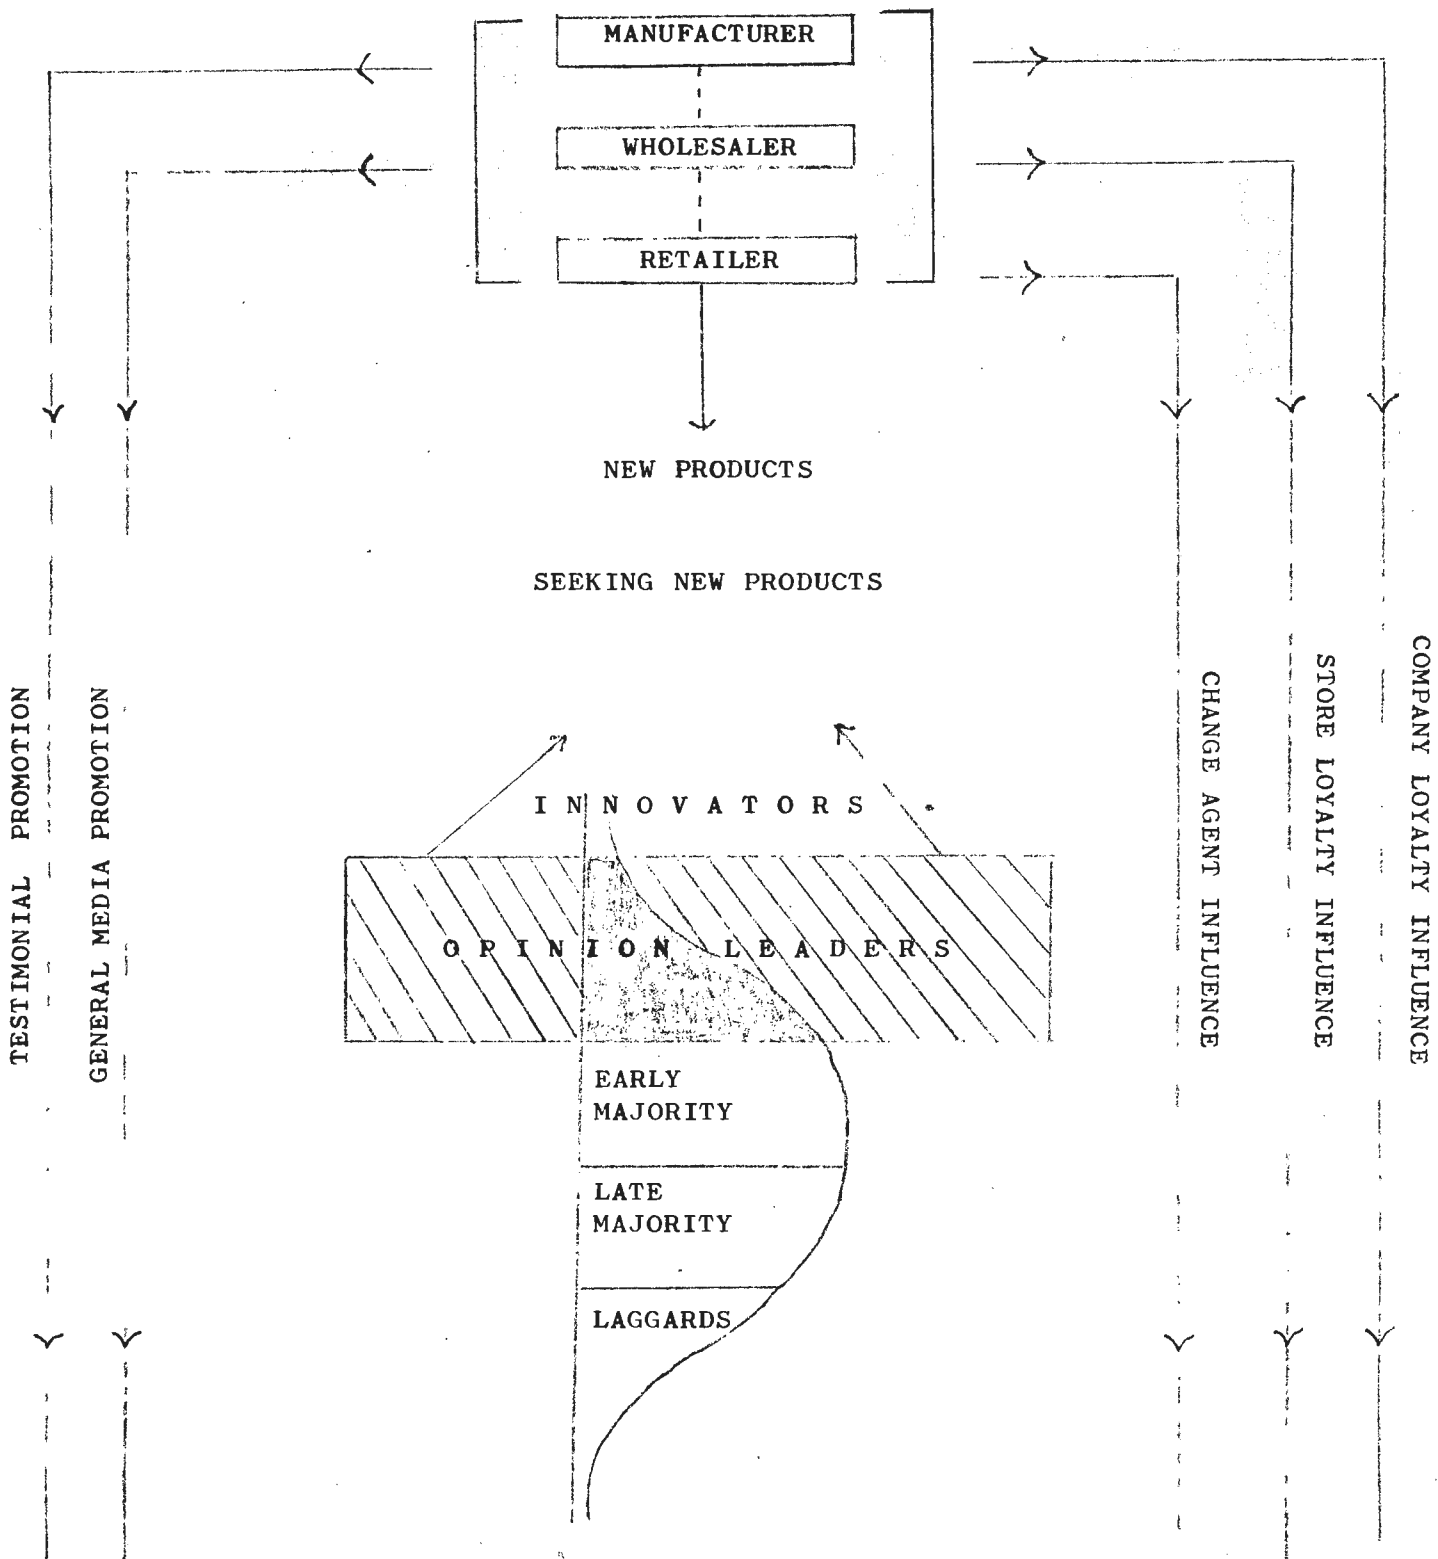 MANUFACTURER
WHOLESALER
RETAILER
NEW PRODUCTS
SEEKING NEW PRODUCTS
TESTIMONIAL PROMOTION
GENERAL MEDIA PROMOTION
CHANGE AGENT INFLUENCE
STORE LOYALTY INFLUENCE
COMPANY LOYALTY INFLUENCE
INNOVATORS
OPINION LEADERS
EARLY
MAJORITY
LATE
MAJORITY
LAGGARDS